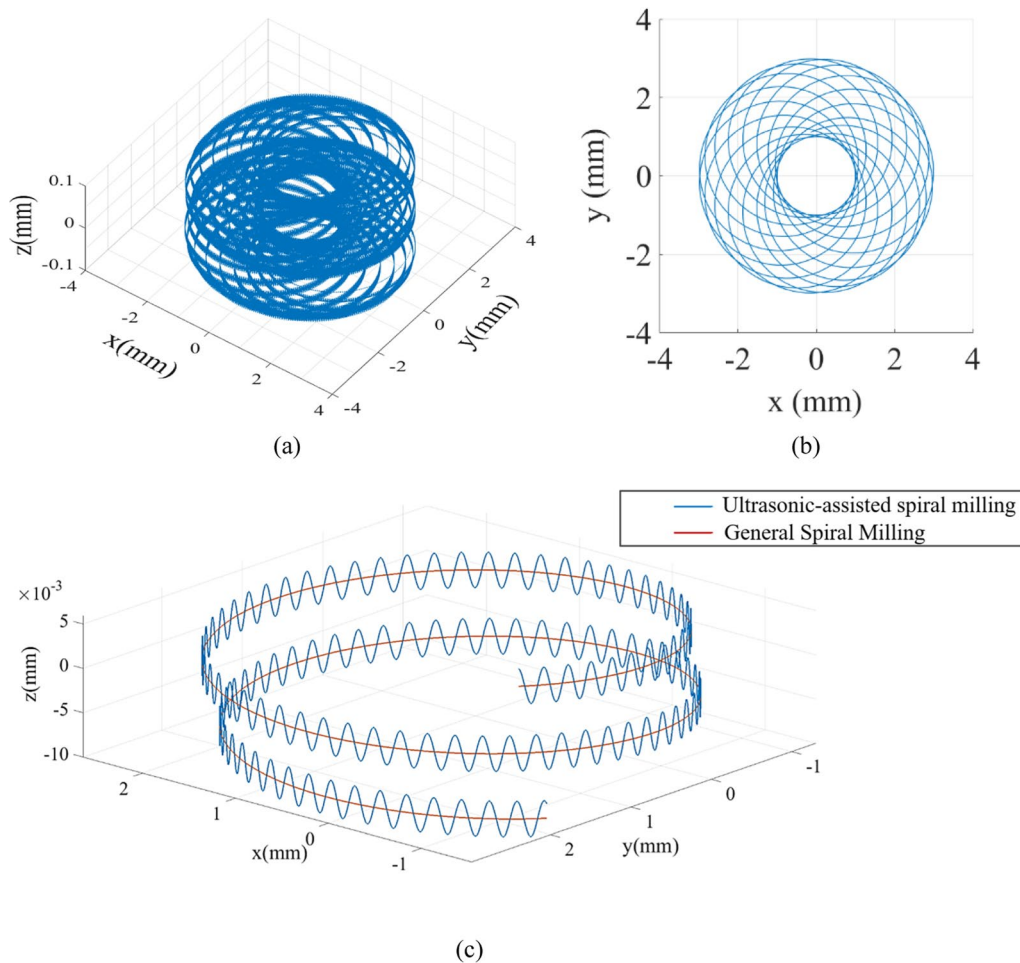 0.1
0
-0.1
z(mm)
-4
-2
0
2
4
x(mm)
-4
-2
0
2
4
y(mm)
(a)
4
2
0
-2
-4
y (mm)
-4
-2
0
2
4
x (mm)
(b)
Ultrasonic-assisted spiral milling
General Spiral Milling
×10⁻³
5
0
-5
-10
z(mm)
2
1
0
-1
x(mm)
2
1
0
-1
y(mm)
(c)